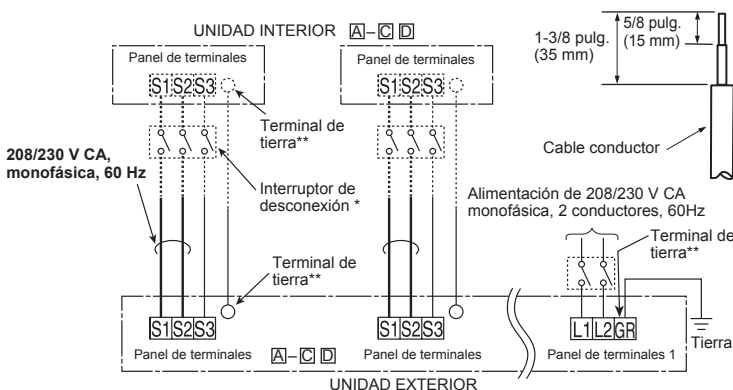 UNIDAD INTERIOR A–C D
Panel de terminales
S1 S2 S3
Panel de terminales
S1 S2 S3
Terminal de
tierra**
208/230 V CA,
monofásica, 60 Hz
Interruptor de
desconexión *
Terminal de
tierra**
1-3/8 pulg.
(35 mm)
5/8 pulg.
(15 mm)
Cable conductor
Alimentación de 208/230 V CA
monofásica, 2 conductores, 60Hz
Terminal de
tierra**
S1 S2 S3
Panel de terminales
A–C D
S1 S2 S3
Panel de terminales
L1 L2 GR
Panel de terminales 1
Tierra
UNIDAD EXTERIOR